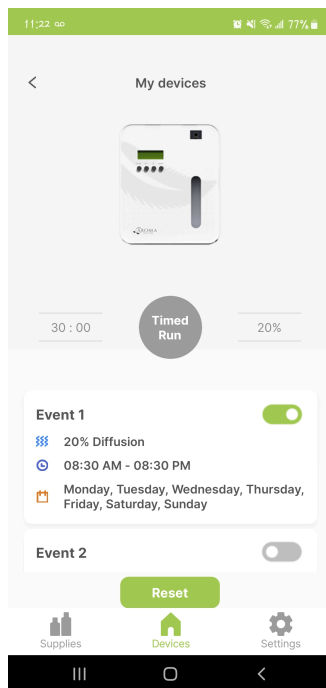 11:22
77%
My devices
30 : 00
Timed
Run
20%
Event 1
20% Diffusion
08:30 AM - 08:30 PM
Monday, Tuesday, Wednesday, Thursday,
Friday, Saturday, Sunday
Event 2
Reset
Supplies
Devices
Settings